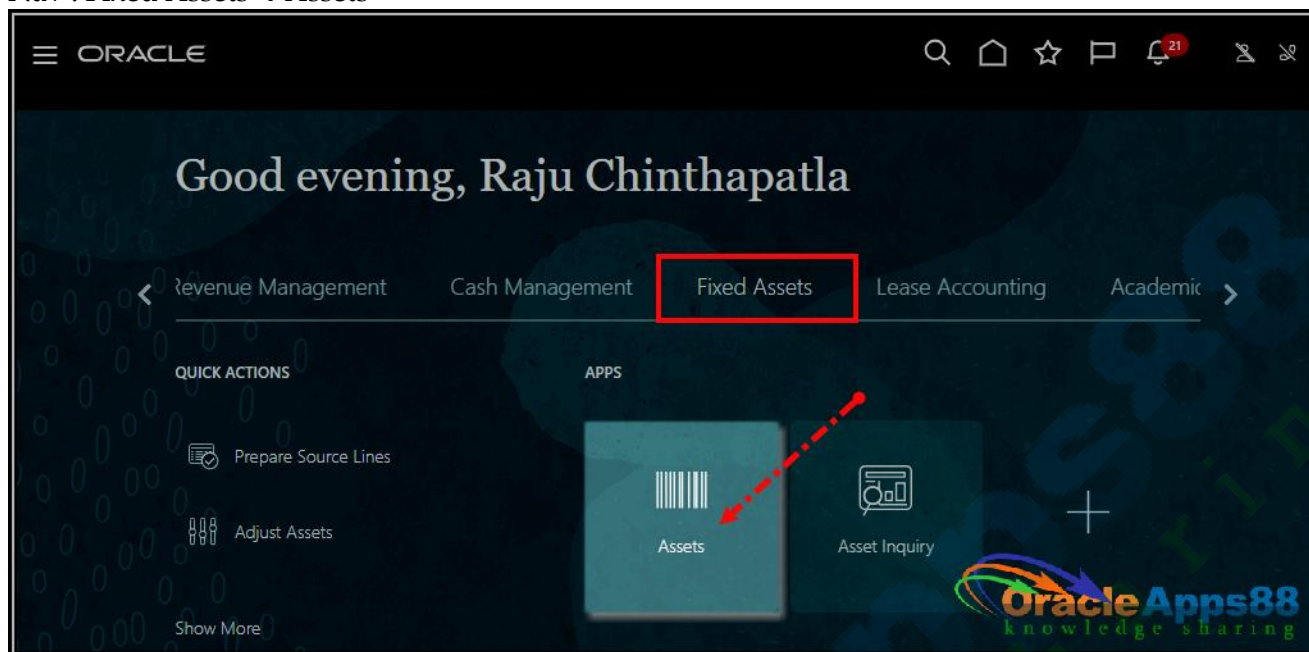 ORACLE
21
Good evening, Raju Chinthapatla
Revenue Management Cash Management Fixed Assets Lease Accounting Academic
QUICK ACTIONS
APPS
Prepare Source Lines
Adjust Assets
Assets
Asset Inquiry
Show More
OracleApps88
knowledge sharing